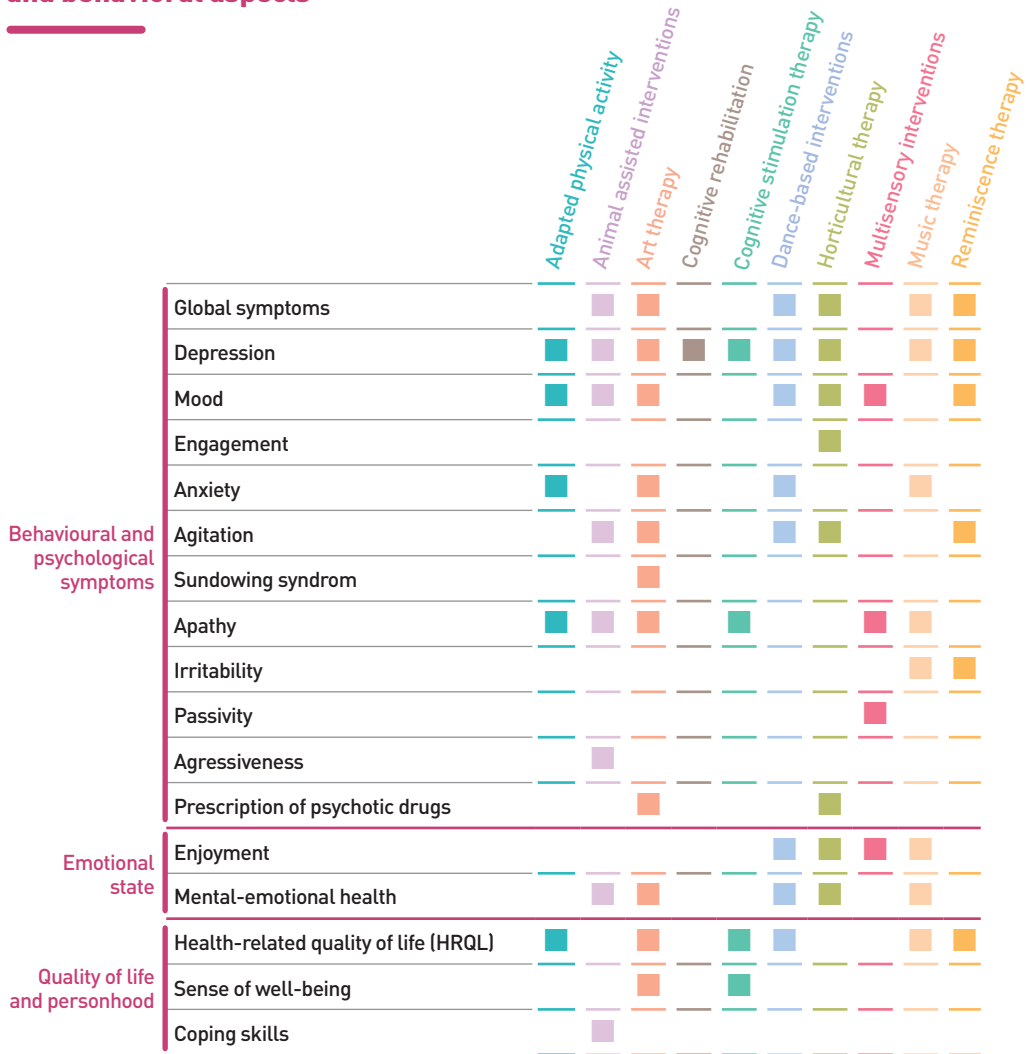 and behavioral aspects
Adapted physical activity
Animal assisted interventions
Art therapy
Cognitive rehabilitation
Cognitive stimulation therapy
Dance-based interventions
Horticultural therapy
Multisensory interventions
Music therapy
Reminiscence therapy
Behavioural and
psychological
symptoms
Global symptoms
Depression
Mood
Engagement
Anxiety
Agitation
Sundowing syndrom
Apathy
Irritability
Passivity
Agressiveness
Prescription of psychotic drugs
Emotional
state
Enjoyment
Mental-emotional health
Quality of life
and personhood
Health-related quality of life (HRQL)
Sense of well-being
Coping skills